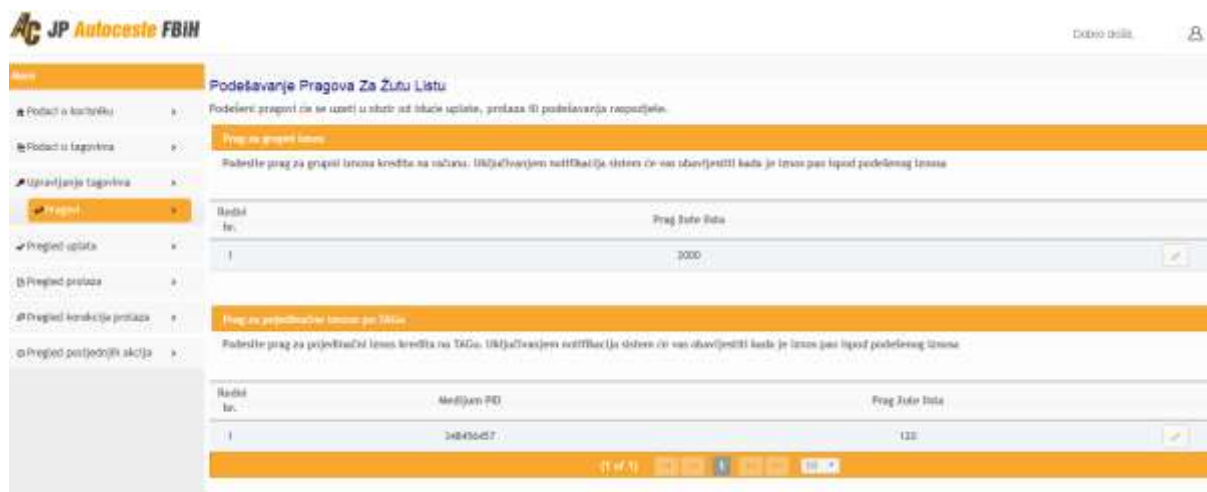 JP Autoceste FBiH
Dobro došli,
Meni
Podaci o korisniku
Podaci o tagovima
Upravljanje tagovima
Pragovi
Pregled uplata
Pregled prolaza
Pregled korekcija prolaza
Pregled posljednjih akcija
Podešavanje Pragova Za Žutu Listu
Podešeni pragovi će se uzeti u obzir od iduće uplate, prolaza ili podešavanja raspodjele.
Prag za grupni iznos
Podesite prag za grupni iznosa kredita na računu. Uključivanjem notifikacija sistem će vas obavijestiti kada je iznos pao ispod podešenog iznosa
Redni br.
Prag žute liste
1
2000
Prag za pojedinačne iznose po TAGu
Podesite prag za pojedinačni iznos kredita na TAGu. Uključivanjem notifikacija sistem će vas obavijestiti kada je iznos pao ispod podešenog iznosa
Redni br.
Medijum PID
Prag žute liste
1
(1 of 1)
1
10